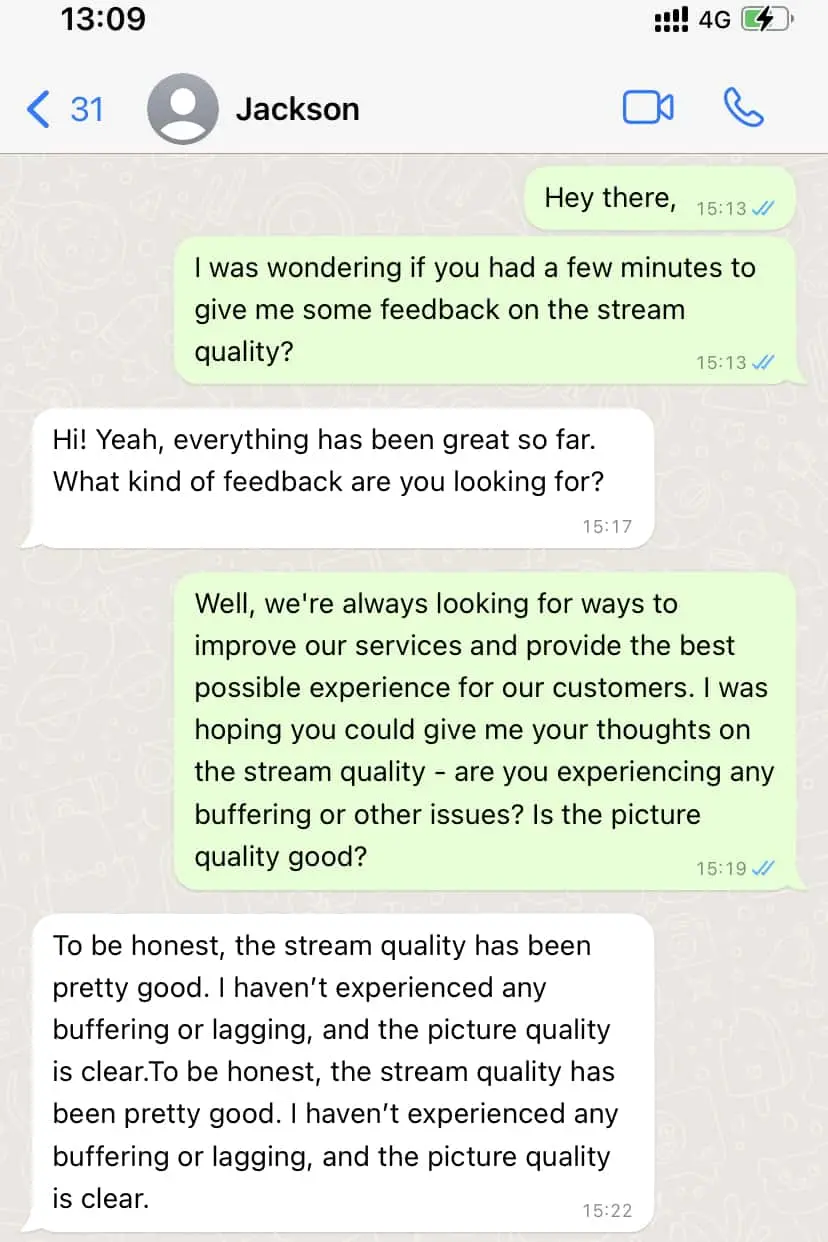 13:09 4G
31 Jackson
Hey there, 15:13
I was wondering if you had a few minutes to
give me some feedback on the stream
quality? 15:13
Hi! Yeah, everything has been great so far.
What kind of feedback are you looking for?
15:17
Well, we're always looking for ways to
improve our services and provide the best
possible experience for our customers. I was
hoping you could give me your thoughts on
the stream quality - are you experiencing any
buffering or other issues? Is the picture
quality good? 15:19
To be honest, the stream quality has been
pretty good. I haven’t experienced any
buffering or lagging, and the picture quality
is clear.To be honest, the stream quality has
been pretty good. I haven’t experienced any
buffering or lagging, and the picture quality
is clear. 15:22